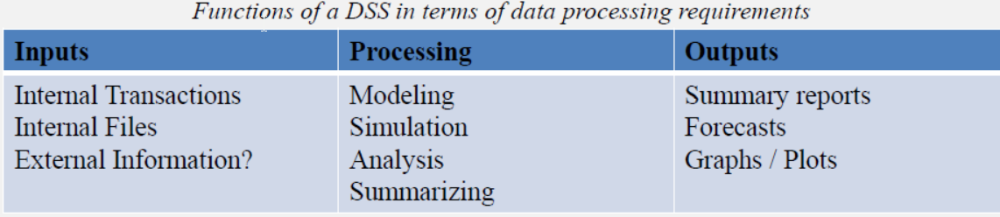 Functions of a DSS in terms of data processing requirements
Inputs Processing Outputs
Internal Transactions Modeling Summary reports
Internal Files Simulation Forecasts
External Information? Analysis Graphs / Plots
Summarizing